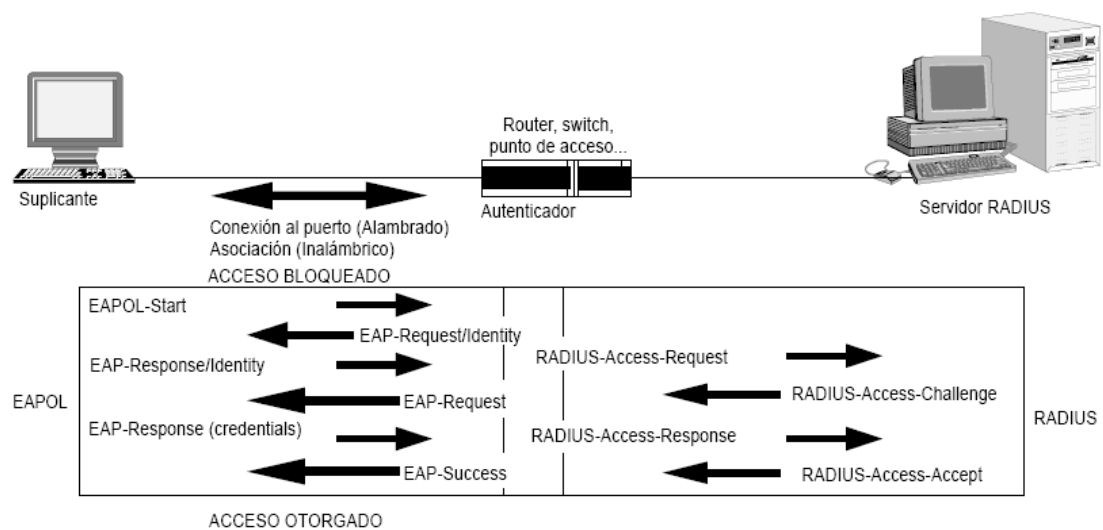 Router, switch,
punto de acceso...
Suplicante
Autenticador
Servidor RADIUS
Conexión al puerto (Alambrado)
Asociación (Inalámbrico)
ACCESO BLOQUEADO
EAPOL-Start
EAP-Request/Identity
RADIUS-Access-Request
EAP-Response/Identity
RADIUS-Access-Challenge
EAPOL
EAP-Request
EAP-Response (credentials)
RADIUS-Access-Response
RADIUS
EAP-Success
RADIUS-Access-Accept
ACCESO OTORGADO